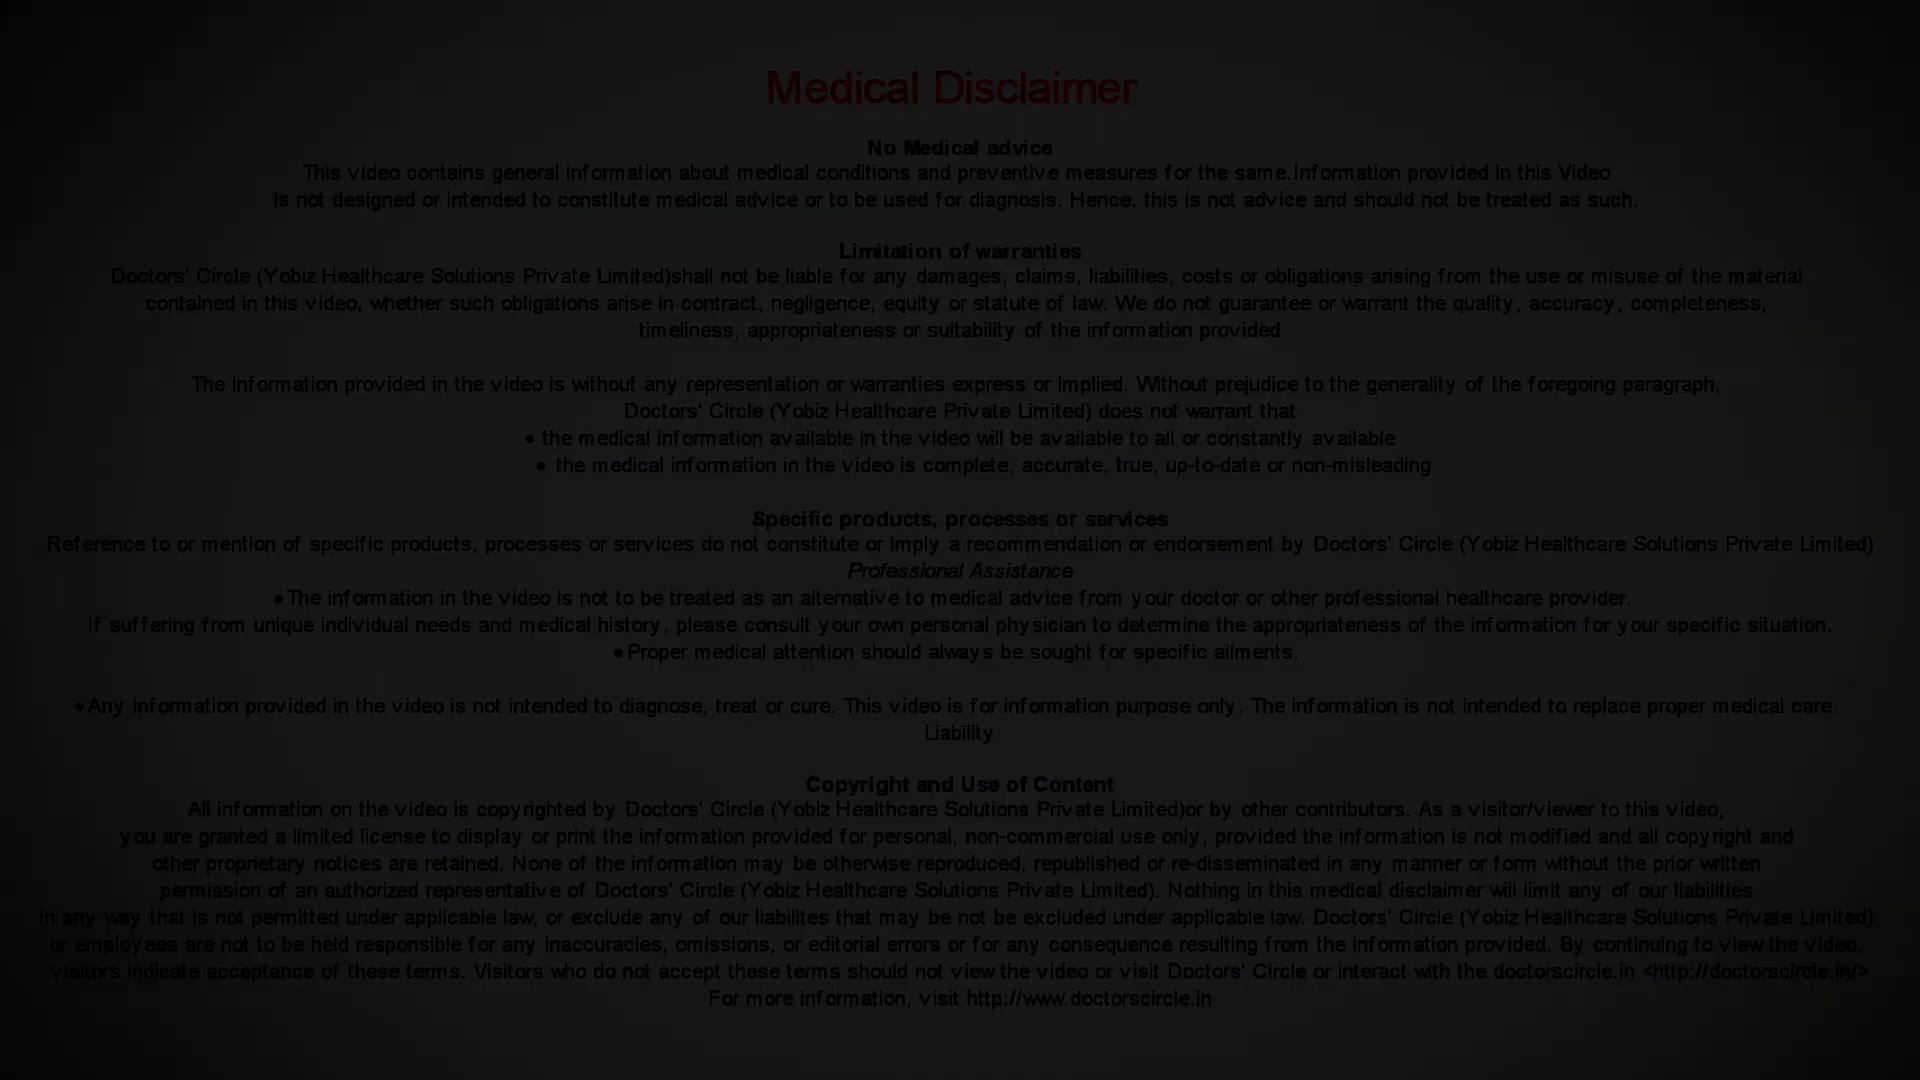 Medical Disclaimer
No Medical advice
This video contains general information about medical conditions and preventive measures for the same.Information provided in this Video
is not designed or intended to constitute medical advice or to be used for diagnosis. Hence, this is not advice and should not be treated as such.
Limitation of warranties
Doctors' Circle (Yobiz Healthcare Solutions Private Limited)shall not be liable for any damages, claims, liabilities, costs or obligations arising from the use or misuse of the material
contained in this video, whether such obligations arise in contract, negligence, equity or statute of law. We do not guarantee or warrant the quality, accuracy, completeness,
timeliness, appropriateness or suitability of the information provided
The information provided in the video is without any representation or warranties express or implied. Without prejudice to the generality of the foregoing paragraph,
Doctors' Circle (Yobiz Healthcare Private Limited) does not warrant that
● the medical information available in the video will be available to all or constantly available
● the medical information in the video is complete, accurate, true, up-to-date or non-misleading
Specific products, processes or services
Reference to or mention of specific products, processes or services do not constitute or imply a recommendation or endorsement by Doctors' Circle (Yobiz Healthcare Solutions Private Limited)
Professional Assistance
●The information in the video is not to be treated as an alternative to medical advice from your doctor or other professional healthcare provider.
If suffering from unique individual needs and medical history, please consult your own personal physician to determine the appropriateness of the information for your specific situation.
●Proper medical attention should always be sought for specific ailments.
●Any information provided in the video is not intended to diagnose, treat or cure. This video is for information purpose only. The information is not intended to replace proper medical care.
Liability
Copyright and Use of Content
All information on the video is copyrighted by Doctors' Circle (Yobiz Healthcare Solutions Private Limited)or by other contributors. As a visitor/viewer to this video,
you are granted a limited license to display or print the information provided for personal, non-commercial use only, provided the information is not modified and all copyright and
other proprietary notices are retained. None of the information may be otherwise reproduced, republished or re-disseminated in any manner or form without the prior written
permission of an authorized representative of Doctors' Circle (Yobiz Healthcare Solutions Private Limited). Nothing in this medical disclaimer will limit any of our liabilities
in any way that is not permitted under applicable law, or exclude any of our liabilites that may be not be excluded under applicable law. Doctors' Circle (Yobiz Healthcare Solutions Private Limited)
or employees are not to be held responsible for any inaccuracies, omissions, or editorial errors or for any consequence resulting from the information provided. By continuing to view the video,
visitors indicate acceptance of these terms. Visitors who do not accept these terms should not view the video or visit Doctors' Circle or interact with the doctorscircle.in <http://doctorscircle.in/>
For more information, visit http://www.doctorscircle.in